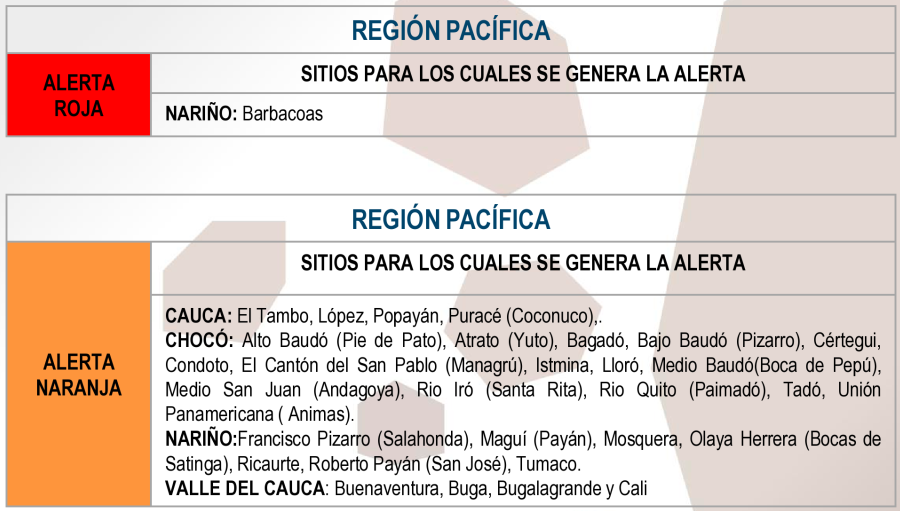 REGIÓN PACÍFICA
ALERTA
ROJA
SITIOS PARA LOS CUALES SE GENERA LA ALERTA
NARIÑO: Barbacoas
REGIÓN PACÍFICA
ALERTA
NARANJA
SITIOS PARA LOS CUALES SE GENERA LA ALERTA
CAUCA: El Tambo, López, Popayán, Puracé (Coconuco),.
CHOCÓ: Alto Baudó (Pie de Pato), Atrato (Yuto), Bagadó, Bajo Baudó (Pizarro), Cértegui,
Condoto, El Cantón del San Pablo (Managrú), Istmina, Lloró, Medio Baudó(Boca de Pepú),
Medio San Juan (Andagoya), Rio Iró (Santa Rita), Rio Quito (Paimadó), Tadó, Unión
Panamericana ( Animas).
NARIÑO:Francisco Pizarro (Salahonda), Maguí (Payán), Mosquera, Olaya Herrera (Bocas de
Satinga), Ricaurte, Roberto Payán (San José), Tumaco.
VALLE DEL CAUCA: Buenaventura, Buga, Bugalagrande y Cali